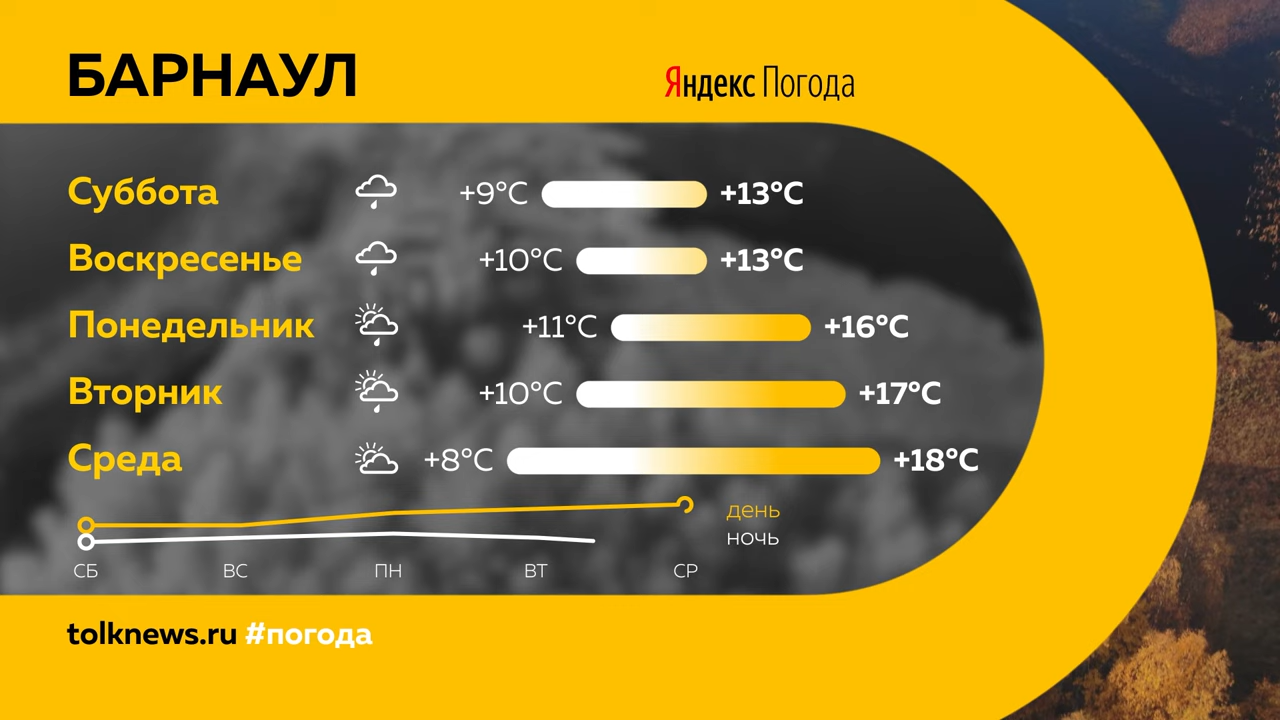 БАРНАУЛ
Яндекс Погода
Суббота +9°C +13°C
Воскресенье +10°C +13°C
Понедельник +11°C +16°C
Вторник +10°C +17°C
Среда +8°C +18°C
день
ночь
СБ ВС ПН ВТ СР
tolknews.ru #погода